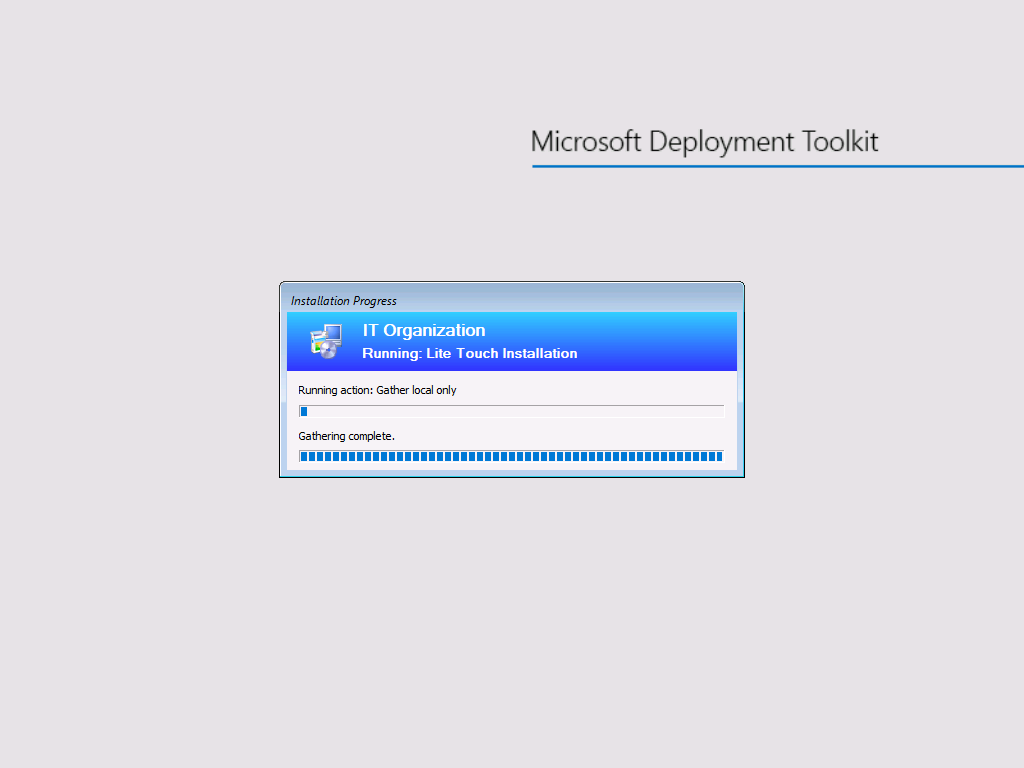 Microsoft Deployment Toolkit
Installation Progress
IT Organization
Running: Lite Touch Installation
Running action: Gather local only
Gathering complete.